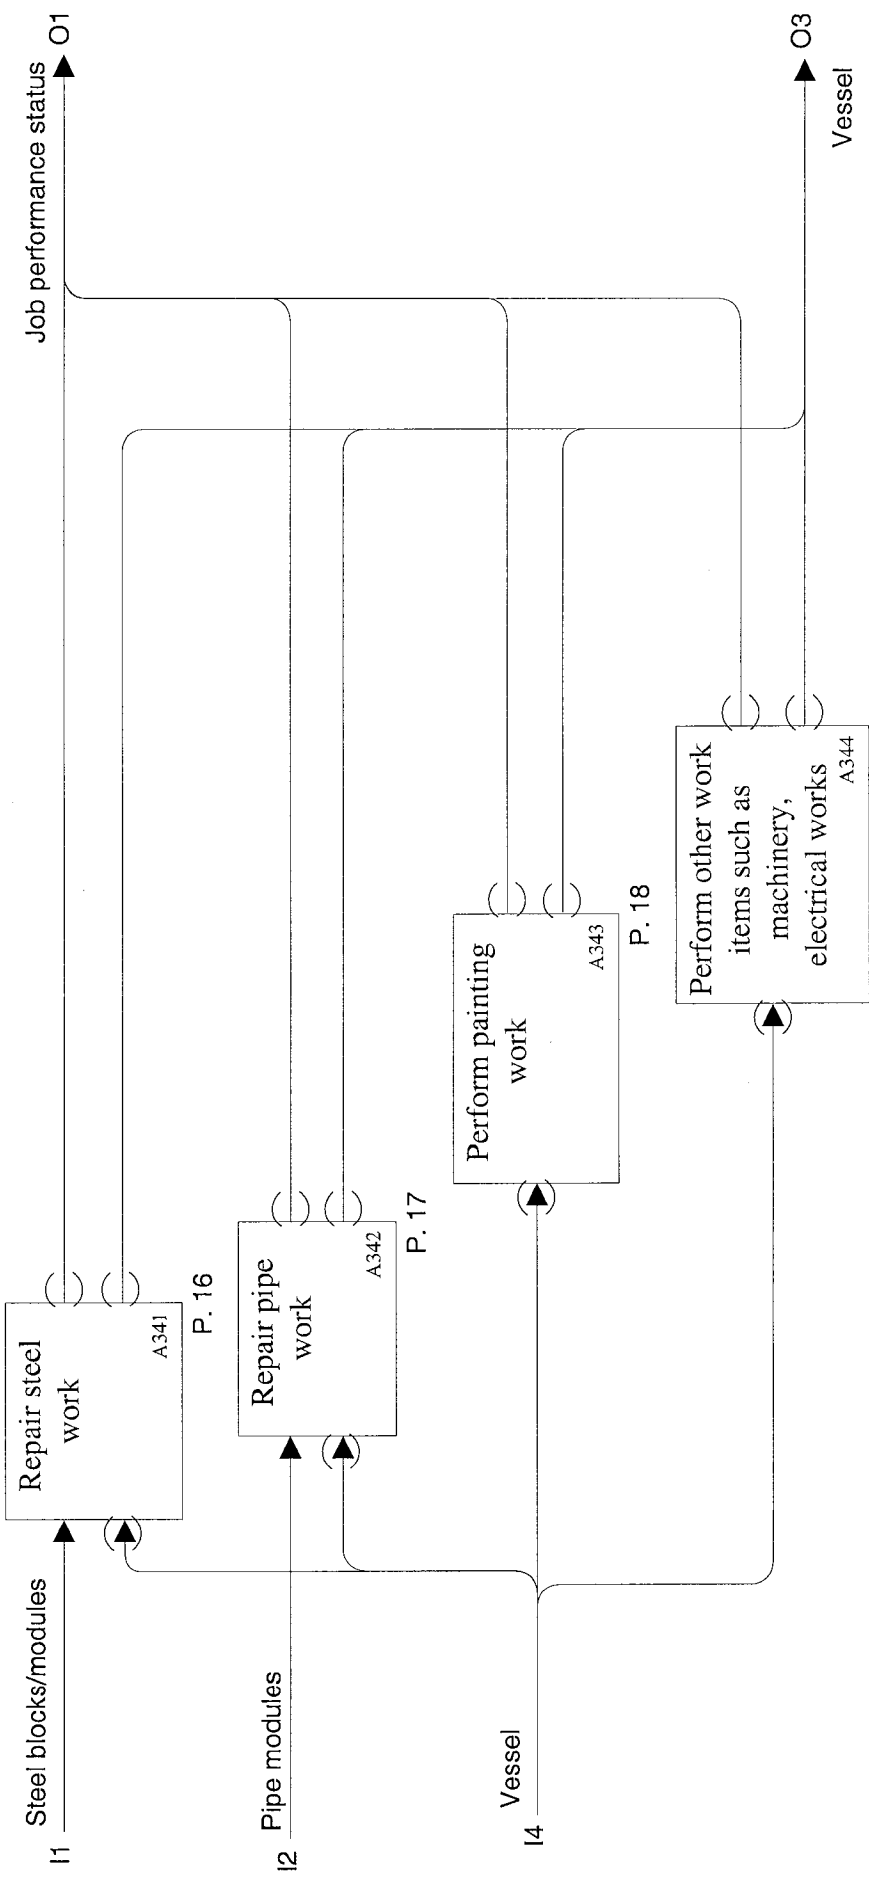 I1
Steel blocks/modules
Repair steel
work
A341
P. 16
Job performance status
O1
I2
Pipe modules
Repair pipe
work
A342
P. 17
I4
Vessel
Perform painting
work
A343
P. 18
Perform other work
items such as
machinery,
electrical works
A344
O3
Vessel